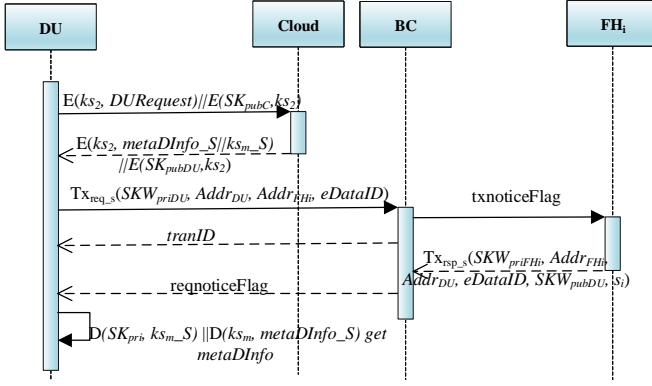 DU
Cloud
BC
FHi
E(ks2, DURequest)//E(SKpubC,ks2)
E(ks2, metaDInfo_S||ksm_S)
//E(SKpubDU,ks2)
Txreq_s(SKWpriDU, AddrDU, AddrFHi, eDataID)
txnoticeFlag
tranID
Txrsp_s(SKWpriFHi, AddrFHi,
AddrDU, eDataID, SKWpubDU, si)
reqnoticeFlag
D(SKpri, ksm_S) ||D(ksm, metaDInfo_S) get
metaDInfo